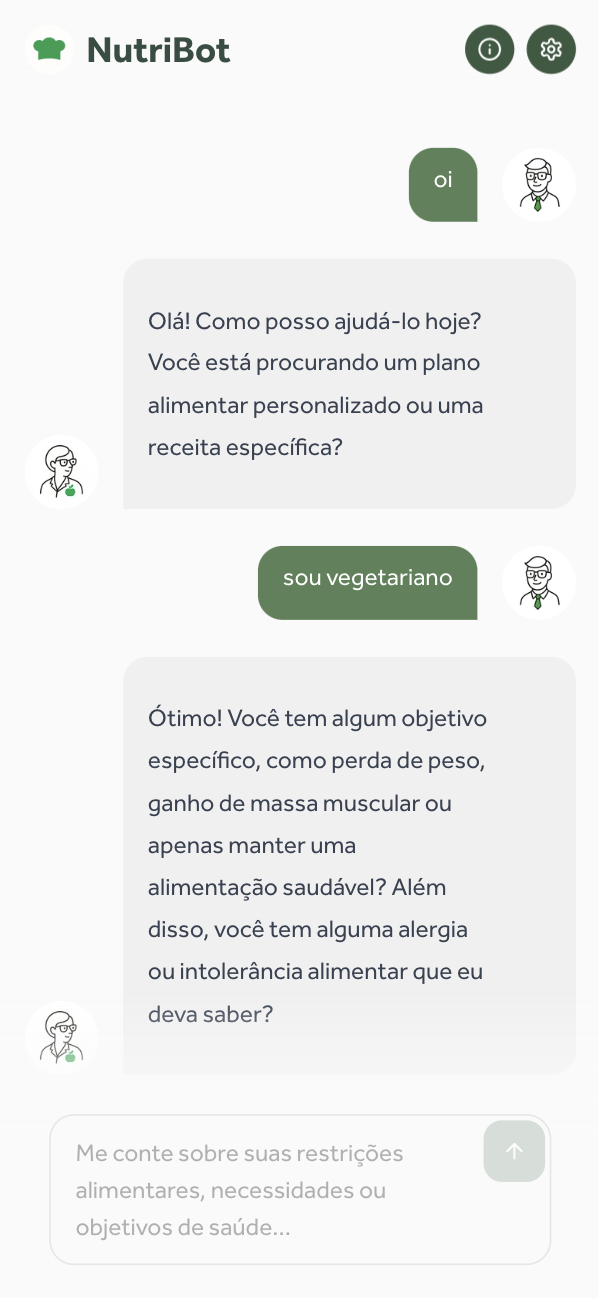 NutriBot
oi
Olá! Como posso ajudá-lo hoje?
Você está procurando um plano
alimentar personalizado ou uma
receita específica?
sou vegetariano
Ótimo! Você tem algum objetivo
específico, como perda de peso,
ganho de massa muscular ou
apenas manter uma
alimentação saudável? Além
disso, você tem alguma alergia
ou intolerância alimentar que eu
deva saber?
Me conte sobre suas restrições
alimentares, necessidades ou
objetivos de saúde...